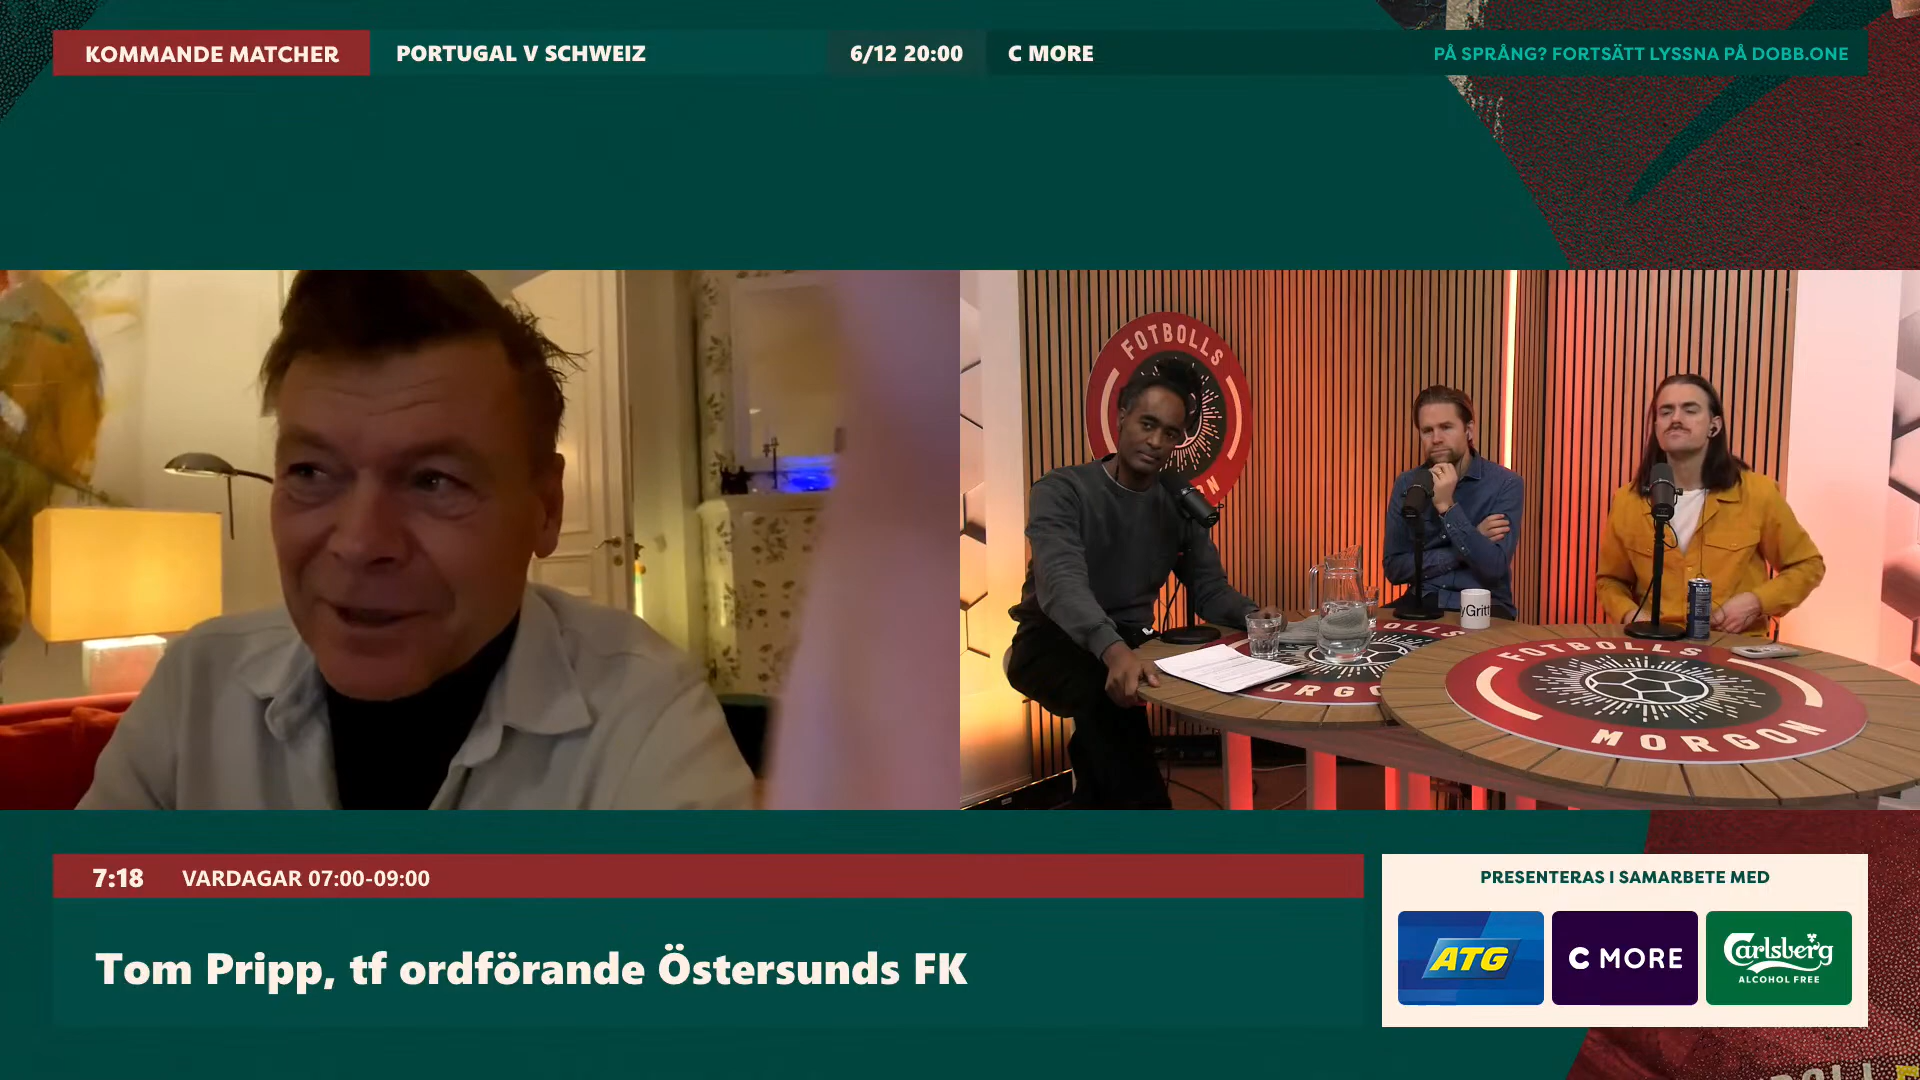 KOMMANDE MATCHER
PORTUGAL V SCHWEIZ
6/12 20:00
C MORE
PÅ SPRÅNG? FORTSÄTT LYSSNA PÅ DOBB.ONE
FOTBOLLS
yGritt
FOTBOLLS
MORGON
7:18
VARDAGAR 07:00-09:00
Tom Pripp, tf ordförande Östersunds FK
PRESENTERAS I SAMARBETE MED
ATG
C MORE
Carlsberg
ALCOHOL FREE